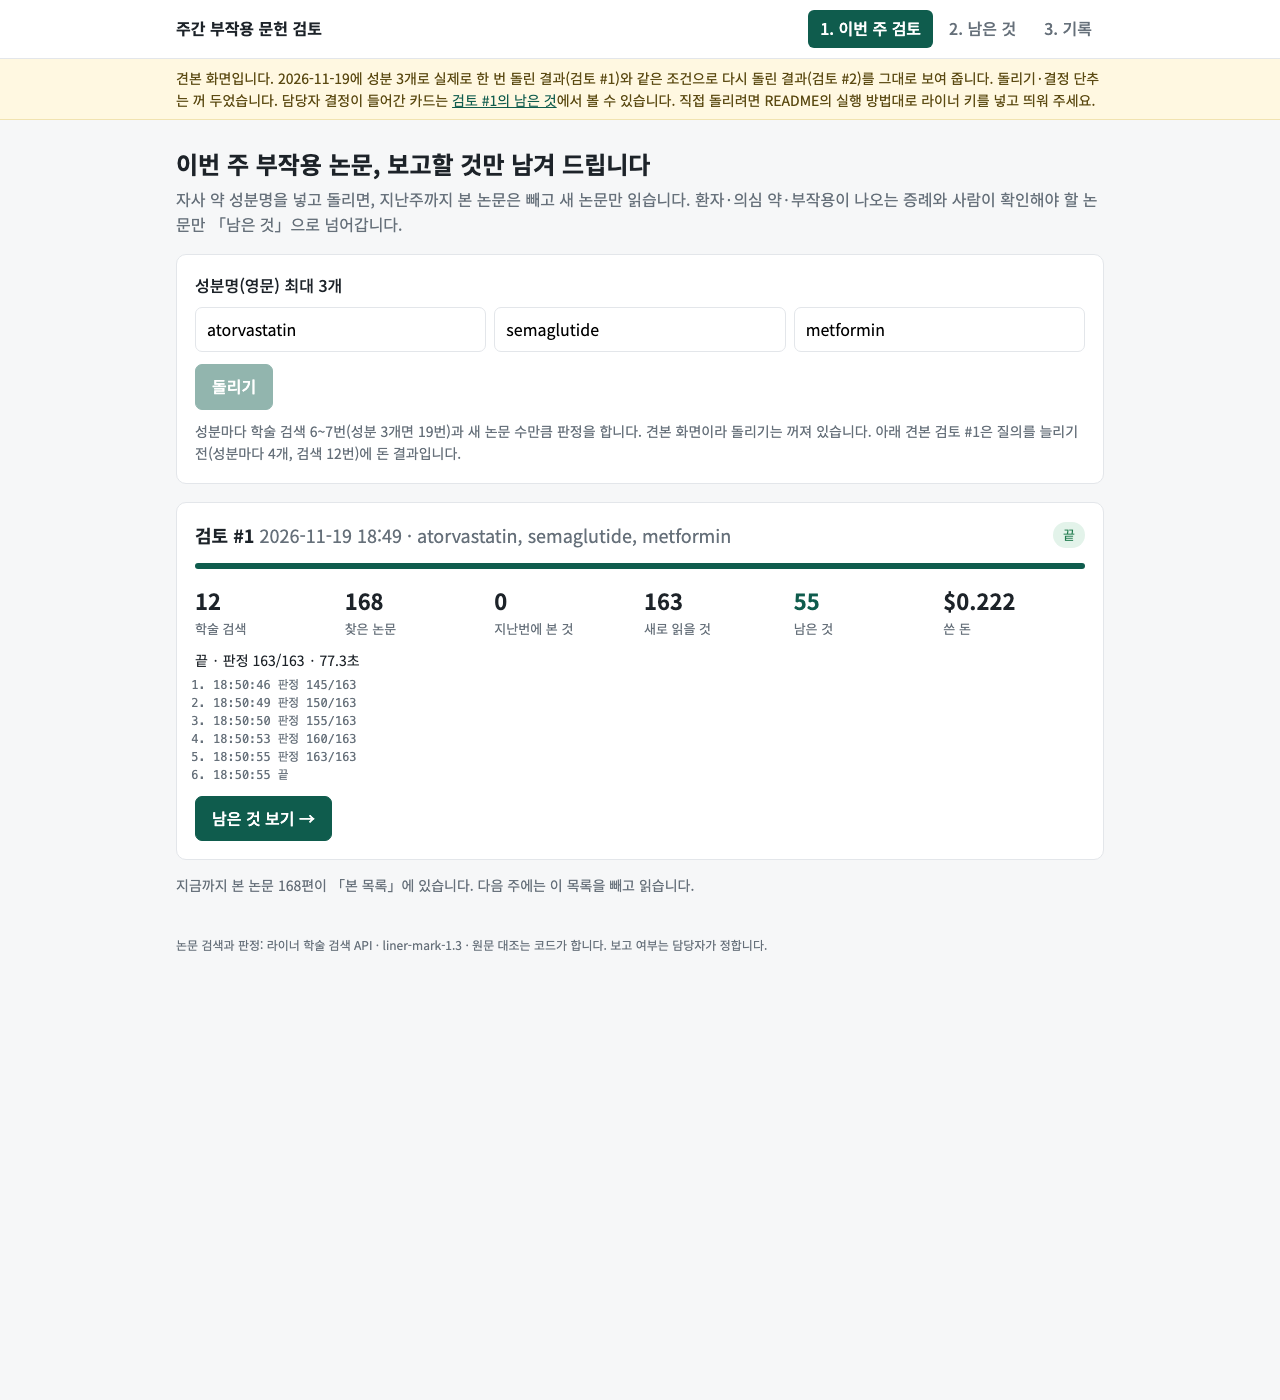 주간 부작용 문헌 검토
1. 이번 주 검토
2. 남은 것
3. 기록
견본 화면입니다. 2026-11-19에 성분 3개로 실제로 한 번 돌린 결과(검토 #1)와 같은 조건으로 다시 돌린 결과(검토 #2)를 그대로 보여 줍니다. 돌리기·결정 단추
는 꺼 두었습니다. 담당자 결정이 들어간 카드는 검토 #1의 남은 것에서 볼 수 있습니다. 직접 돌리려면 README의 실행 방법대로 라이너 키를 넣고 띄워 주세요.
이번 주 부작용 논문, 보고할 것만 남겨 드립니다
자사 약 성분명을 넣고 돌리면, 지난주까지 본 논문은 빼고 새 논문만 읽습니다. 환자·의심 약·부작용이 나오는 증례와 사람이 확인해야 할 논
문만 「남은 것」으로 넘어갑니다.
성분명(영문) 최대 3개
atorvastatin
semaglutide
metformin
돌리기
성분마다 학술 검색 6~7번(성분 3개면 19번)과 새 논문 수만큼 판정을 합니다. 견본 화면이라 돌리기는 꺼져 있습니다. 아래 견본 검토 #1은 질의를 늘리기
전(성분마다 4개, 검색 12번)에 돈 결과입니다.
검토 #1 2026-11-19 18:49 · atorvastatin, semaglutide, metformin
끝
12
168
0
163
55
$0.222
학술 검색
찾은 논문
지난번에 본 것
새로 읽을 것
남은 것
쓴 돈
끝 · 판정 163/163 · 77.3초
1. 18:50:46 판정 145/163
2. 18:50:49 판정 150/163
3. 18:50:50 판정 155/163
4. 18:50:53 판정 160/163
5. 18:50:55 판정 163/163
6. 18:50:55 끝
남은 것 보기 →
지금까지 본 논문 168편이 「본 목록」에 있습니다. 다음 주에는 이 목록을 빼고 읽습니다.
논문 검색과 판정: 라이너 학술 검색 API · liner-mark-1.3 · 원문 대조는 코드가 합니다. 보고 여부는 담당자가 정합니다.